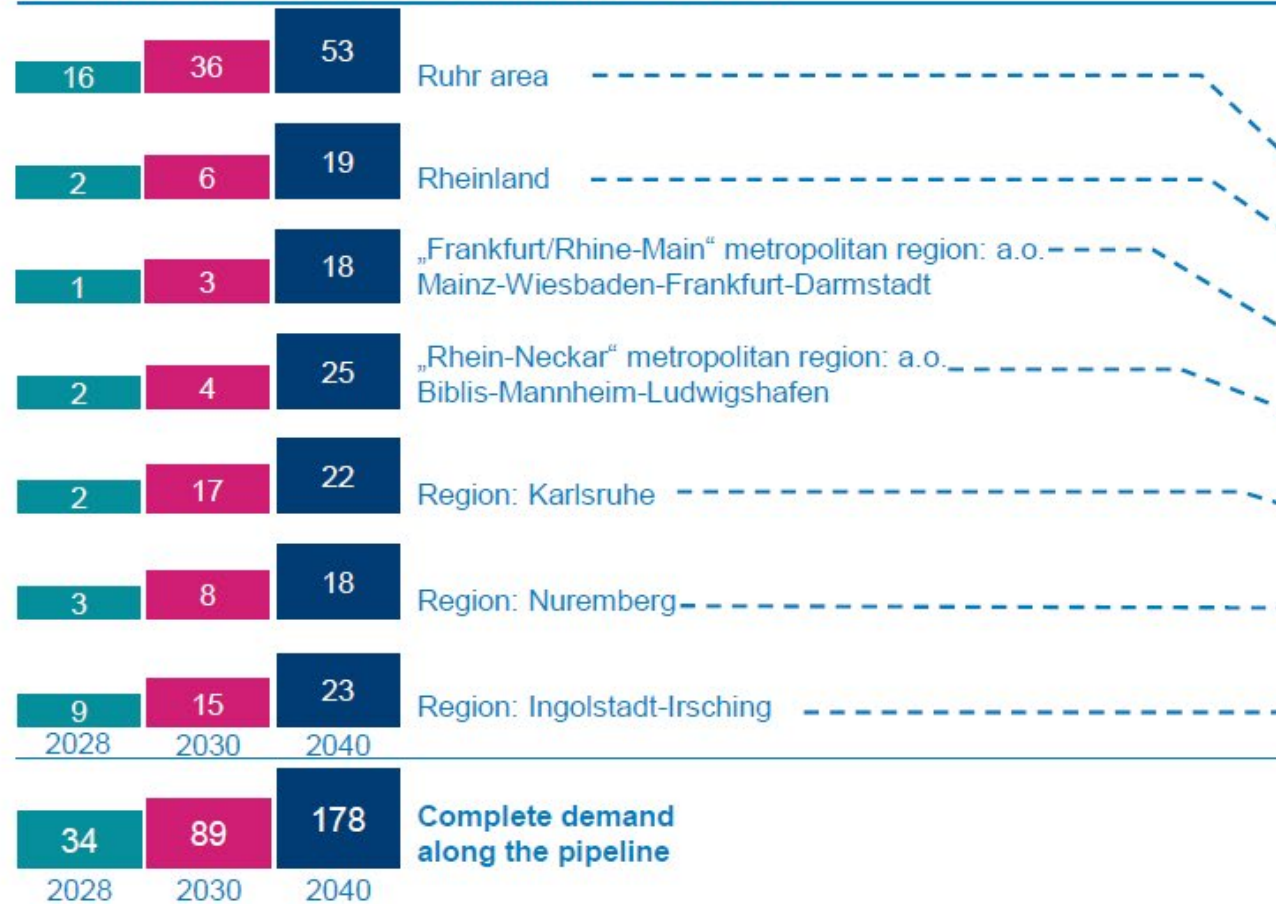 16 36 53 Ruhr area
2 6 19 Rheinland
1 3 18 „Frankfurt/Rhine-Main“ metropolitan region: a.o.
Mainz-Wiesbaden-Frankfurt-Darmstadt
2 4 25 „Rhein-Neckar“ metropolitan region: a.o.
Biblis-Mannheim-Ludwigshafen
2 17 22 Region: Karlsruhe
3 8 18 Region: Nuremberg
9 15 23 Region: Ingolstadt-Irsching
2028 2030 2040
34 89 178 Complete demand
along the pipeline
2028 2030 2040